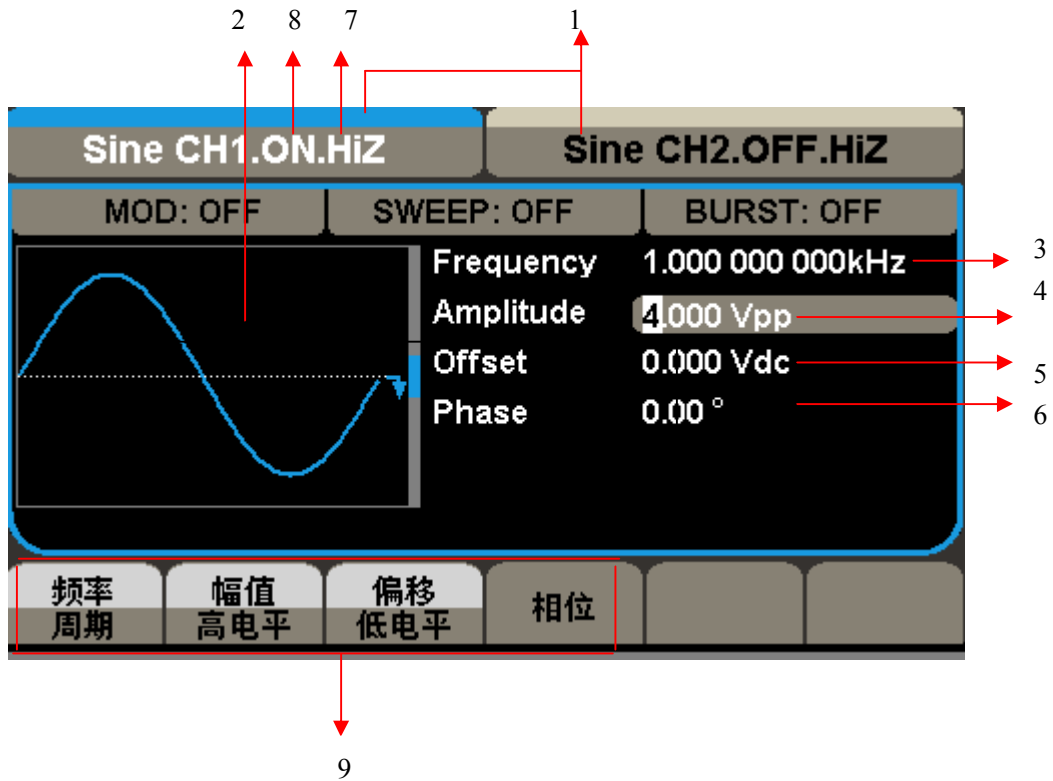 2 8 7 1
Sine CH1.ON.HiZ Sine CH2.OFF.HiZ
MOD: OFF SWEEP: OFF BURST: OFF
Frequency 1.000 000 000kHz 3
Amplitude 4.000 Vpp 4
Offset 0.000 Vdc 5
Phase 0.00 ° 6
频率 幅值 偏移 相位
周期 高电平 低电平
9